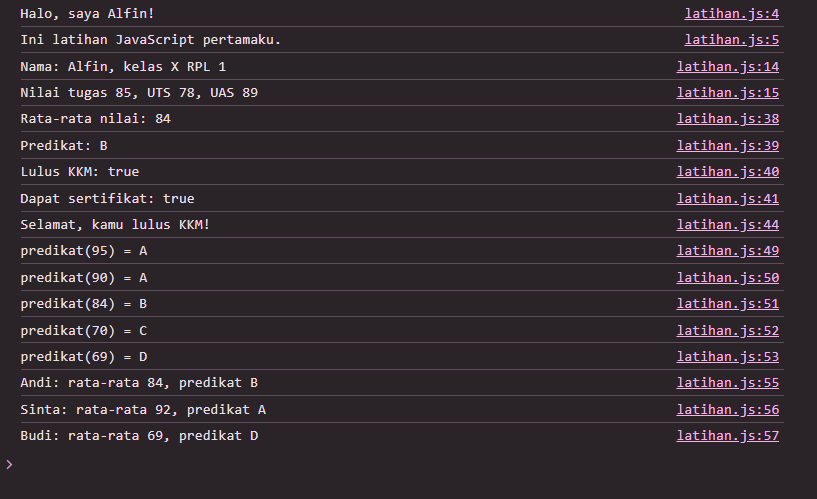 Halo, saya Alfin! latihan.js:4
Ini latihan JavaScript pertamaku. latihan.js:5
Nama: Alfin, kelas X RPL 1 latihan.js:14
Nilai tugas 85, UTS 78, UAS 89 latihan.js:15
Rata-rata nilai: 84 latihan.js:38
Predikat: B latihan.js:39
Lulus KKM: true latihan.js:40
Dapat sertifikat: true latihan.js:41
Selamat, kamu lulus KKM! latihan.js:44
predikat(95) = A latihan.js:49
predikat(90) = A latihan.js:50
predikat(84) = B latihan.js:51
predikat(70) = C latihan.js:52
predikat(69) = D latihan.js:53
Andi: rata-rata 84, predikat B latihan.js:55
Sinta: rata-rata 92, predikat A latihan.js:56
Budi: rata-rata 69, predikat D latihan.js:57
>